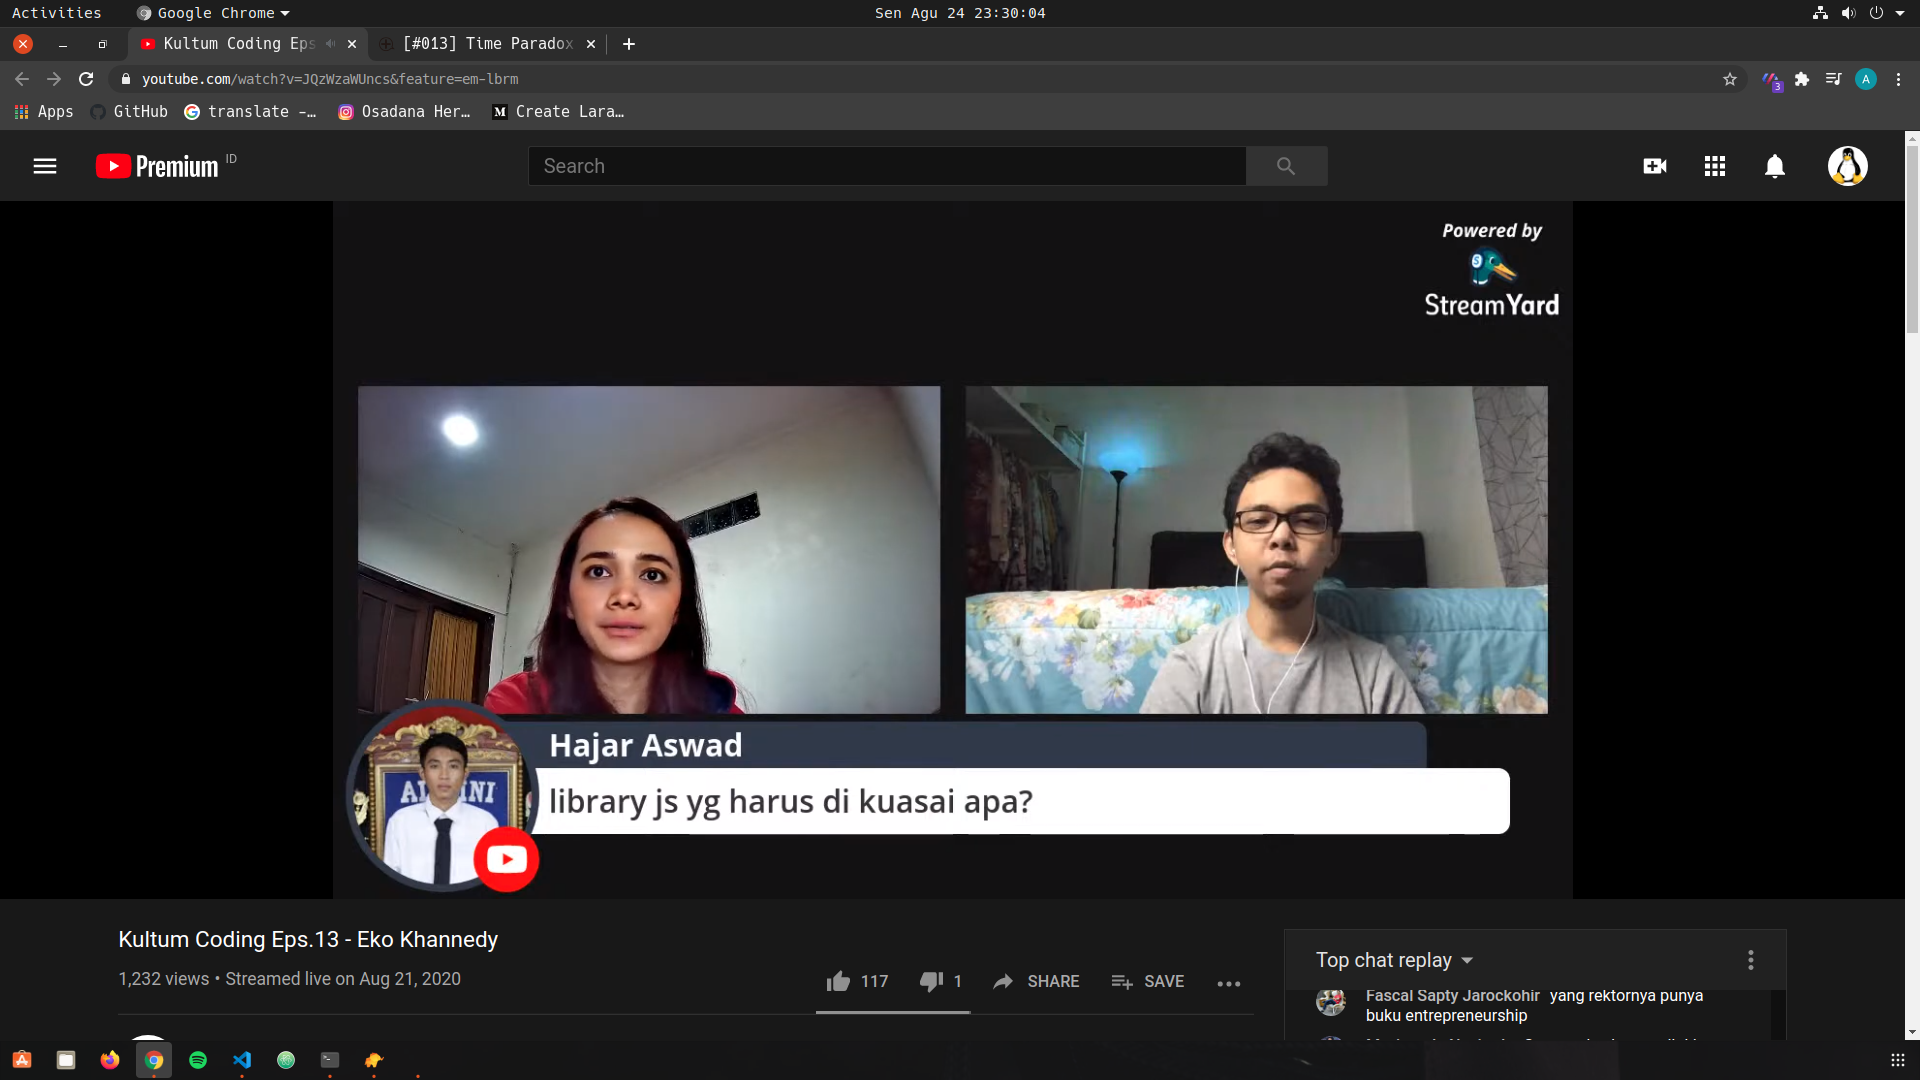 Activities
Google Chrome
Sen Agu 24 23:30:04
Kultum Coding Eps
[#013] Time Paradox
youtube.com/watch?v=JQzWzaWUncs&feature=em-lbrm
3
A
Apps
GitHub
translate -...
Osadana Her...
M
Create Lara...
Premium ID
Search
Powered by
S
StreamYard
Hajar Aswad
library js yg harus di kuasai apa?
Kultum Coding Eps.13 - Eko Khannedy
1,232 views • Streamed live on Aug 21, 2020
117
1
SHARE
SAVE
Top chat replay
Fascal Sapty Jarockohir yang rektornya punya
buku entrepreneurship